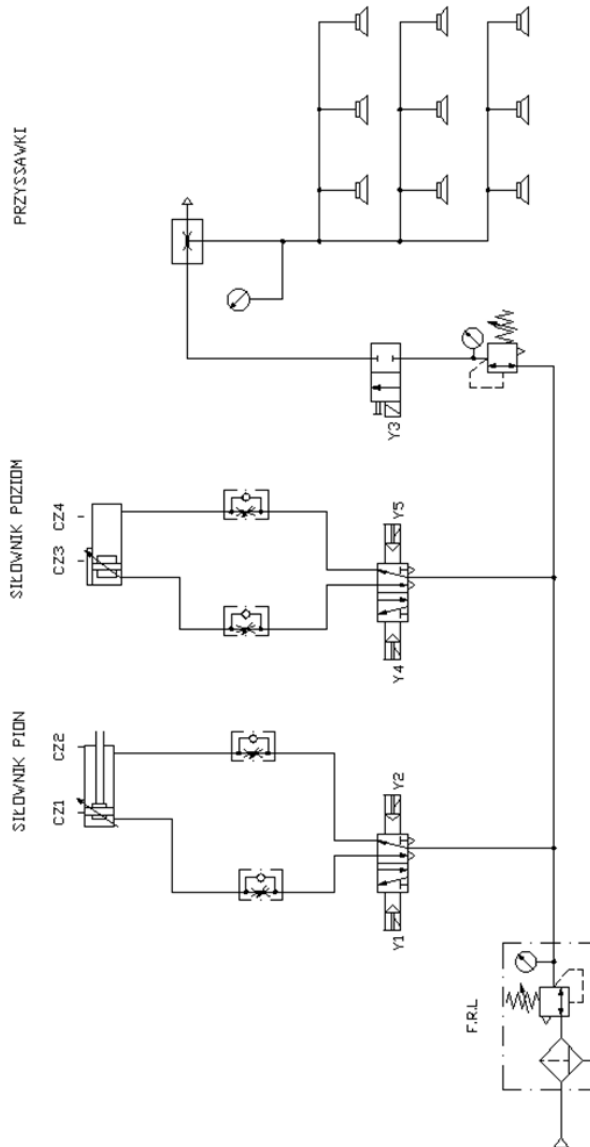 SIŁOWNIK PION
SIŁOWNIK POZIOM
PRZYSSAWKI
CZ1
CZ2
CZ3
CZ4
Y1
Y2
Y4
Y5
Y3
F.R.L